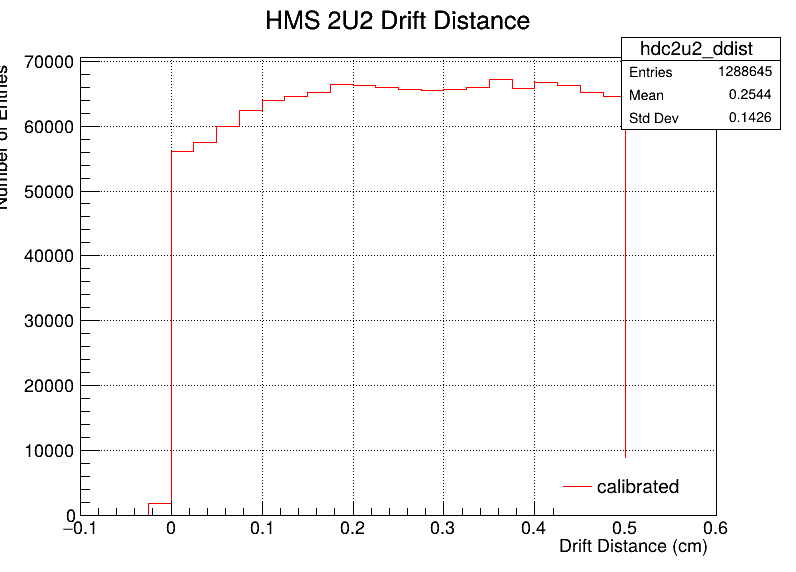 HMS 2U2 Drift Distance
hdc2u2_ddist
Entries 1288645
Mean 0.2544
Std Dev 0.1426
Number of Entries
70000
60000
50000
40000
30000
20000
10000
0
−0.1 0 0.1 0.2 0.3 0.4 0.5 0.6
calibrated
Drift Distance (cm)